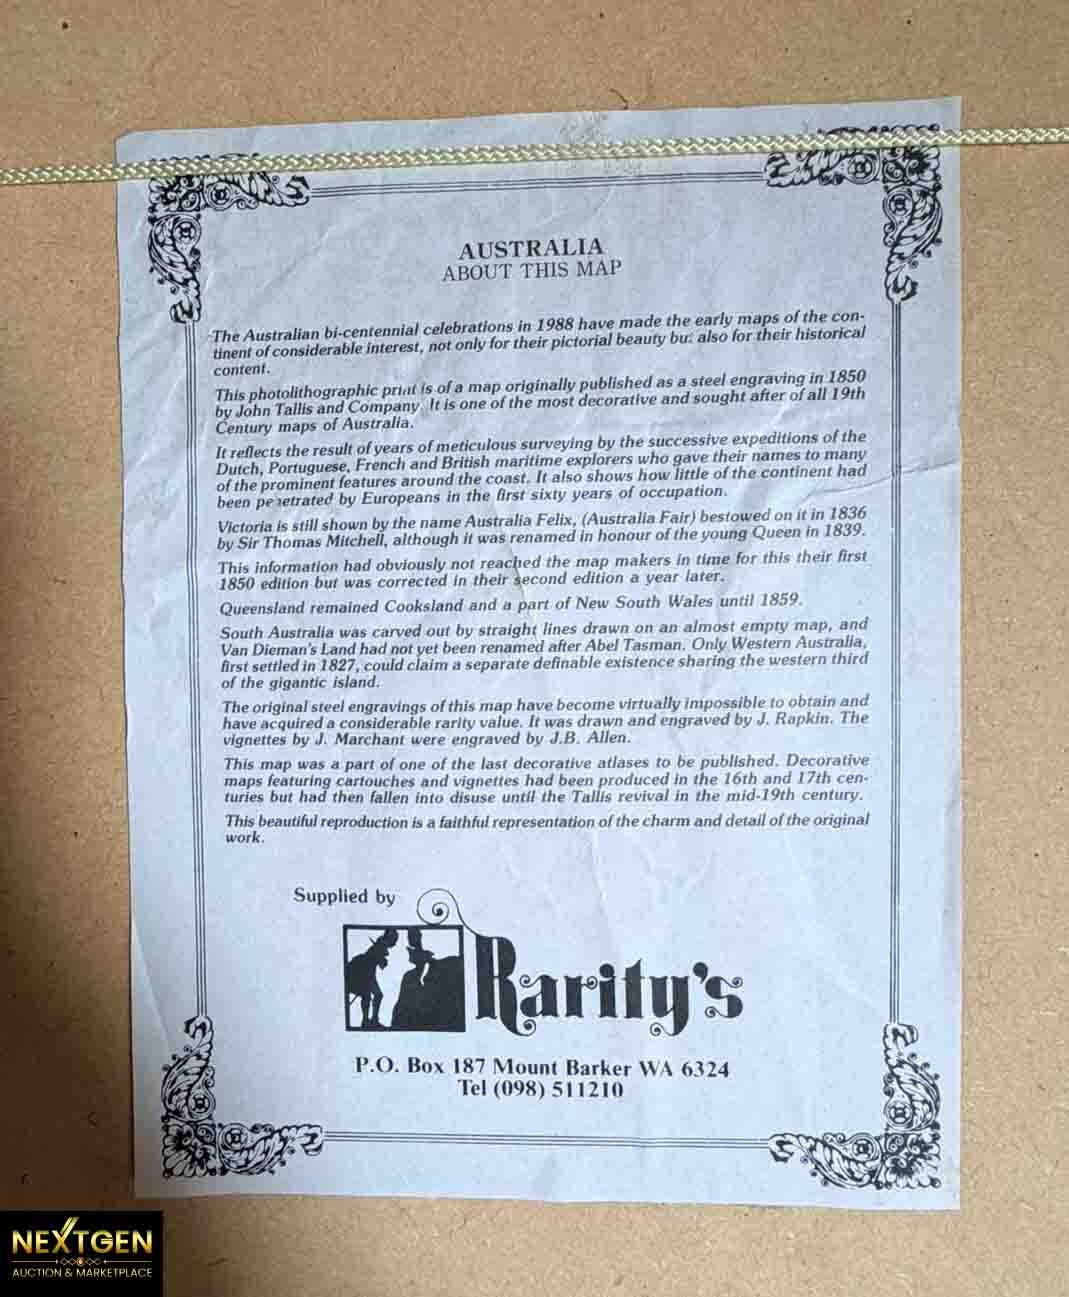 AUSTRALIA
ABOUT THIS MAP
The Australian bi-centennial celebrations in 1988 have made the early maps of the con-
tinent of considerable interest, not only for their pictorial beauty but also for their historical
content.
This photolithographic print is of a map originally published as a steel engraving in 1850
by John Tallis and Company. It is one of the most decorative and sought after of all 19th
Century maps of Australia.
It reflects the result of years of meticulous surveying by the successive expeditions of the
Dutch, Portuguese, French and British maritime explorers who gave their names to many
of the prominent features around the coast. It also shows how little of the continent had
been penetrated by Europeans in the first sixty years of occupation.
Victoria is still shown by the name Australia Felix, (Australia Fair) bestowed on it in 1836
by Sir Thomas Mitchell, although it was renamed in honour of the young Queen in 1839.
This information had obviously not reached the map makers in time for this their first
1850 edition but was corrected in their second edition a year later.
Queensland remained Cooksland and a part of New South Wales until 1859.
South Australia was carved out by straight lines drawn on an almost empty map, and
Van Dieman's Land had not yet been renamed after Abel Tasman. Only Western Australia,
first settled in 1827, could claim a separate definable existence sharing the western third
of the gigantic island.
The original steel engravings of this map have become virtually impossible to obtain and
have acquired a considerable rarity value. It was drawn and engraved by J. Rapkin. The
vignettes by J. Marchant were engraved by J.B. Allen.
This map was a part of one of the last decorative atlases to be published. Decorative
maps featuring cartouches and vignettes had been produced in the 16th and 17th cen-
turies but had then fallen into disuse until the Tallis revival in the mid-19th century.
This beautiful reproduction is a faithful representation of the charm and detail of the original
work.
Supplied by
Rarity's
P.O. Box 187 Mount Barker WA 6324
Tel (098) 511210
NEXTGEN
AUCTION & MARKETPLACE